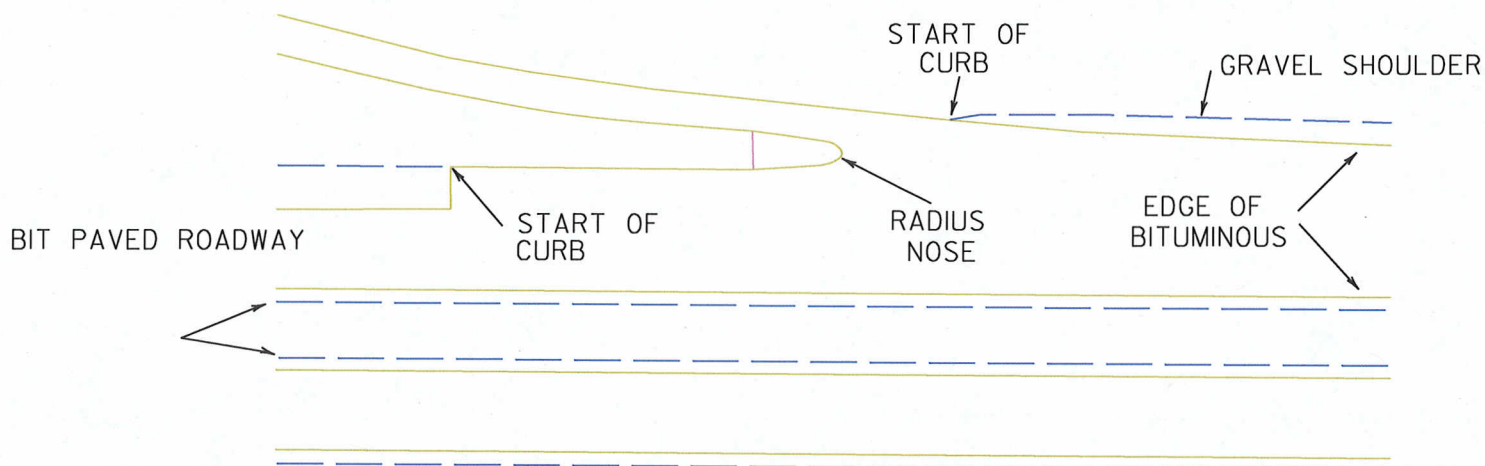 START OF
CURB
GRAVEL SHOULDER
START OF
CURB
RADIUS
NOSE
EDGE OF
BITUMINOUS
BIT PAVED ROADWAY